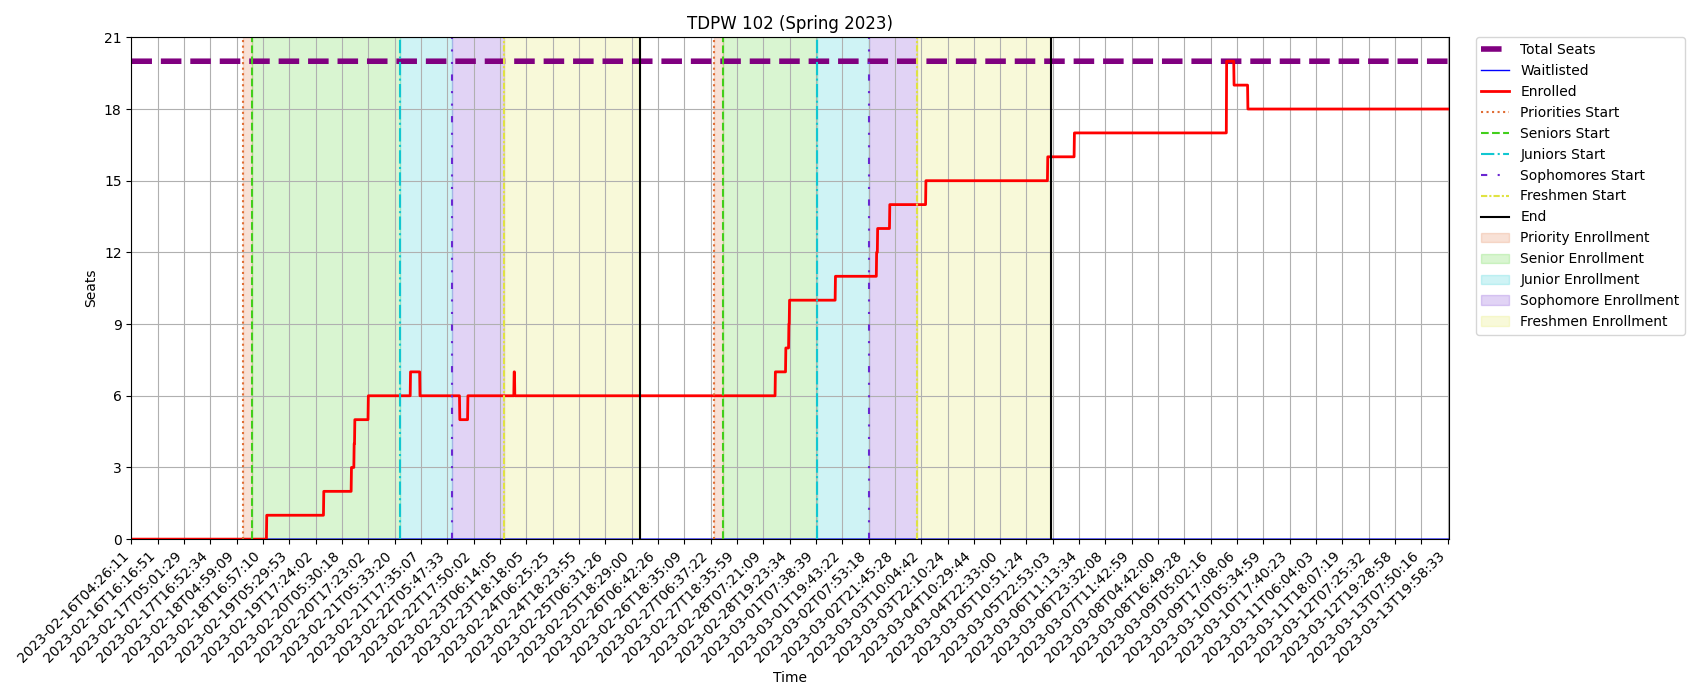 TDPW 102 (Spring 2023)
21
18
15
12
9
6
3
0
Seats
2023-02-16T04:26:11
2023-02-16T16:16:51
2023-02-17T05:01:29
2023-02-17T16:52:34
2023-02-18T04:59:09
2023-02-18T16:57:10
2023-02-19T05:29:53
2023-02-19T17:24:02
2023-02-20T05:30:18
2023-02-20T17:23:02
2023-02-21T05:33:20
2023-02-21T17:35:07
2023-02-22T05:47:33
2023-02-22T17:50:02
2023-02-23T06:14:05
2023-02-23T18:18:05
2023-02-24T06:25:25
2023-02-24T18:23:55
2023-02-25T06:31:26
2023-02-25T18:29:00
2023-02-26T06:42:26
2023-02-26T18:35:09
2023-02-27T06:37:22
2023-02-27T18:35:59
2023-02-28T07:21:09
2023-02-28T19:23:34
2023-03-01T07:38:39
2023-03-01T19:43:22
2023-03-02T07:53:18
2023-03-02T21:45:28
2023-03-03T10:04:42
2023-03-03T22:10:24
2023-03-04T10:29:44
2023-03-04T22:33:00
2023-03-05T10:51:24
2023-03-05T22:53:03
2023-03-06T11:13:34
2023-03-06T23:32:08
2023-03-07T11:42:59
2023-03-08T04:42:00
2023-03-08T16:49:28
2023-03-09T05:02:16
2023-03-09T17:08:06
2023-03-10T05:34:59
2023-03-10T17:40:23
2023-03-11T06:04:03
2023-03-11T18:07:19
2023-03-12T07:25:32
2023-03-12T19:28:58
2023-03-13T07:50:16
2023-03-13T19:58:33
Time
Total Seats
Waitlisted
Enrolled
Priorities Start
Seniors Start
Juniors Start
Sophomores Start
Freshmen Start
End
Priority Enrollment
Senior Enrollment
Junior Enrollment
Sophomore Enrollment
Freshmen Enrollment